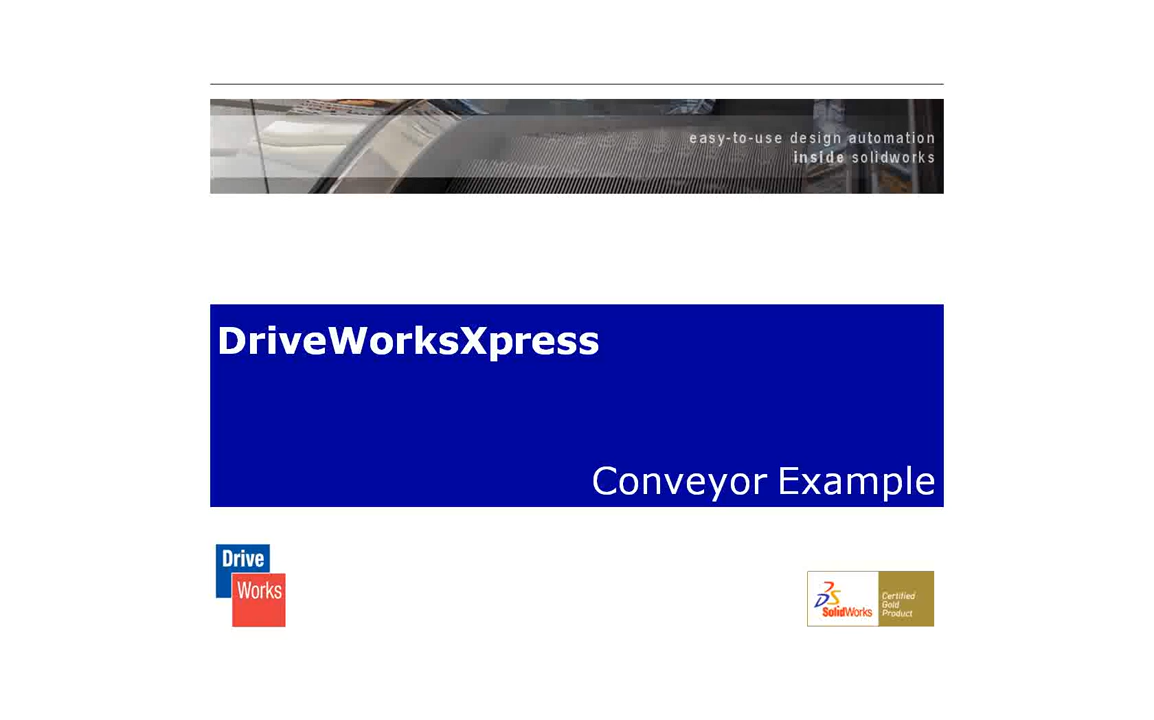 easy-to-use design automation
inside solidworks
DriveWorksXpress
Conveyor Example
Drive
Works
SolidWorks
Certified
Gold
Product